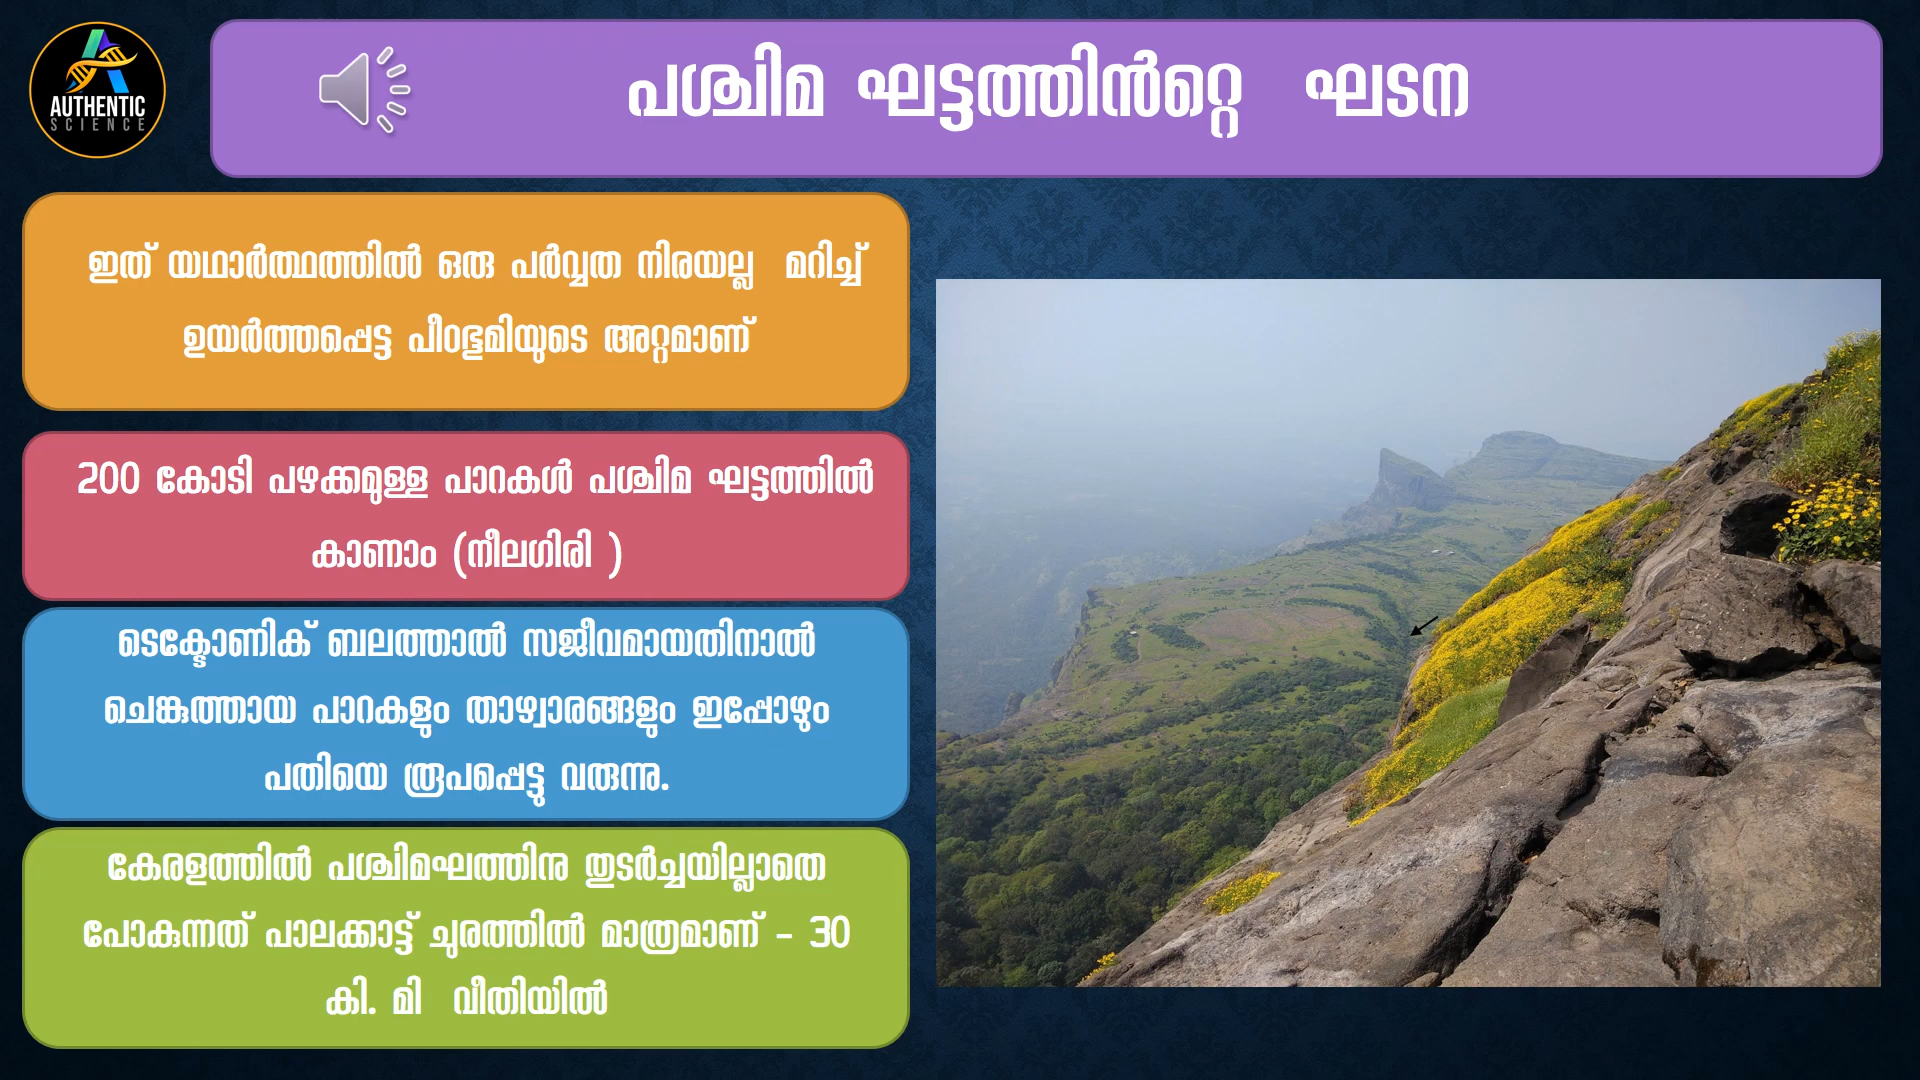 AUTHENTIC
SCIENCE
പശ്ചിമ ഘട്ടത്തിൻറെ ഘടന
ഇത് യഥാർത്ഥത്തിൽ ഒരു പർവ്വത നിരയല്ല മറിച്ച്
ഉയർത്തപ്പെട്ട പീഠഭൂമിയുടെ അറ്റമാണ്
200 കോടി പഴക്കമുള്ള പാറകൾ പശ്ചിമ ഘട്ടത്തിൽ
കാണാം (നീലഗിരി )
ടെക്ടോണിക് ബലത്താൽ സജീവമായതിനാൽ
ചെങ്കുത്തായ പാറകളും താഴ്വാരങ്ങളും ഇപ്പോഴും
പതിയെ രൂപപ്പെട്ടു വരുന്നു.
കേരളത്തിൽ പശ്ചിമഘത്തിനു തുടർച്ചയില്ലാതെ
പോകുന്നത് പാലക്കാട്ട് ചുരത്തിൽ മാത്രമാണ് - 30
കി. മി വീതിയിൽ